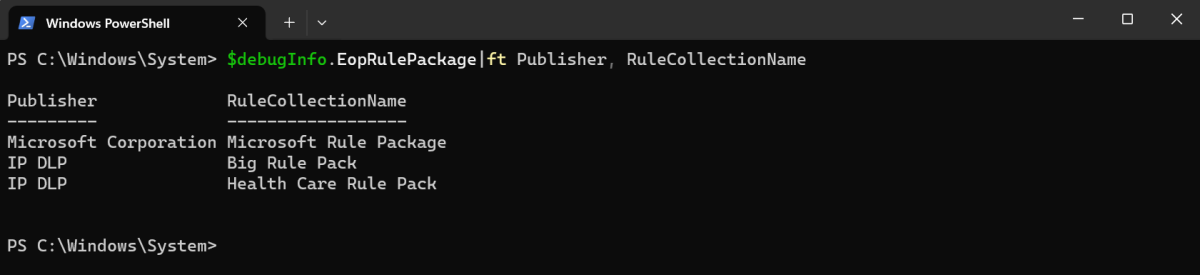 Windows PowerShell
PS C:\Windows\System> $debugInfo.EopRulePackage|ft Publisher, RuleCollectionName
Publisher RuleCollectionName
--------- ------------------
Microsoft Corporation Microsoft Rule Package
IP DLP Big Rule Pack
IP DLP Health Care Rule Pack
PS C:\Windows\System>